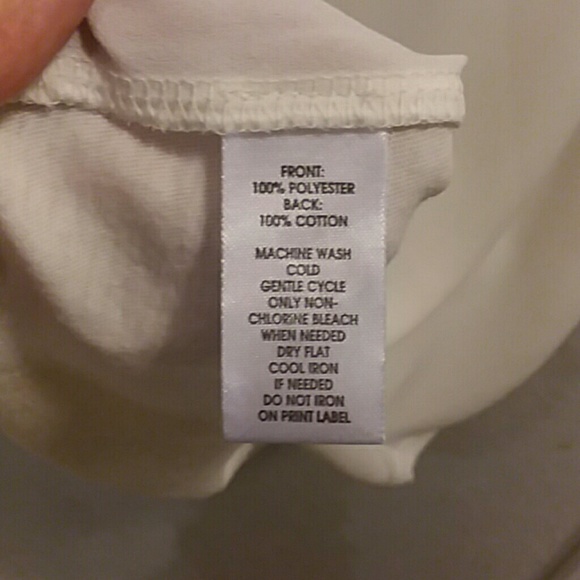 FRONT:
100% POLYESTER
BACK:
100% COTTON
MACHINE WASH
COLD
GENTLE CYCLE
ONLY NON-
CHLORINE BLEACH
WHEN NEEDED
DRY FLAT
COOL IRON
IF NEEDED
DO NOT IRON
ON PRINT LABEL